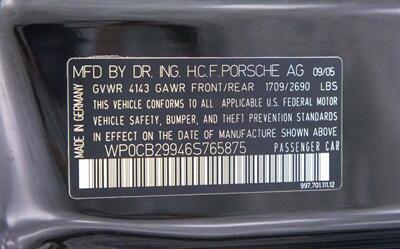 MFD BY DR. ING. H.C.F. PORSCHE AG 09/05
GVWR 4143 GAWR FRONT/REAR 1709/2690 LBS
THIS VEHICLE CONFORMS TO ALL APPLICABLE U.S. FEDERAL MOTOR
VEHICLE SAFETY, BUMPER, AND THEFT PREVENTION STANDARDS
IN EFFECT ON THE DATE OF MANUFACTURE SHOWN ABOVE
WP0CB29946S765875 PASSENGER CAR
997.701.111.12
MADE IN GERMANY